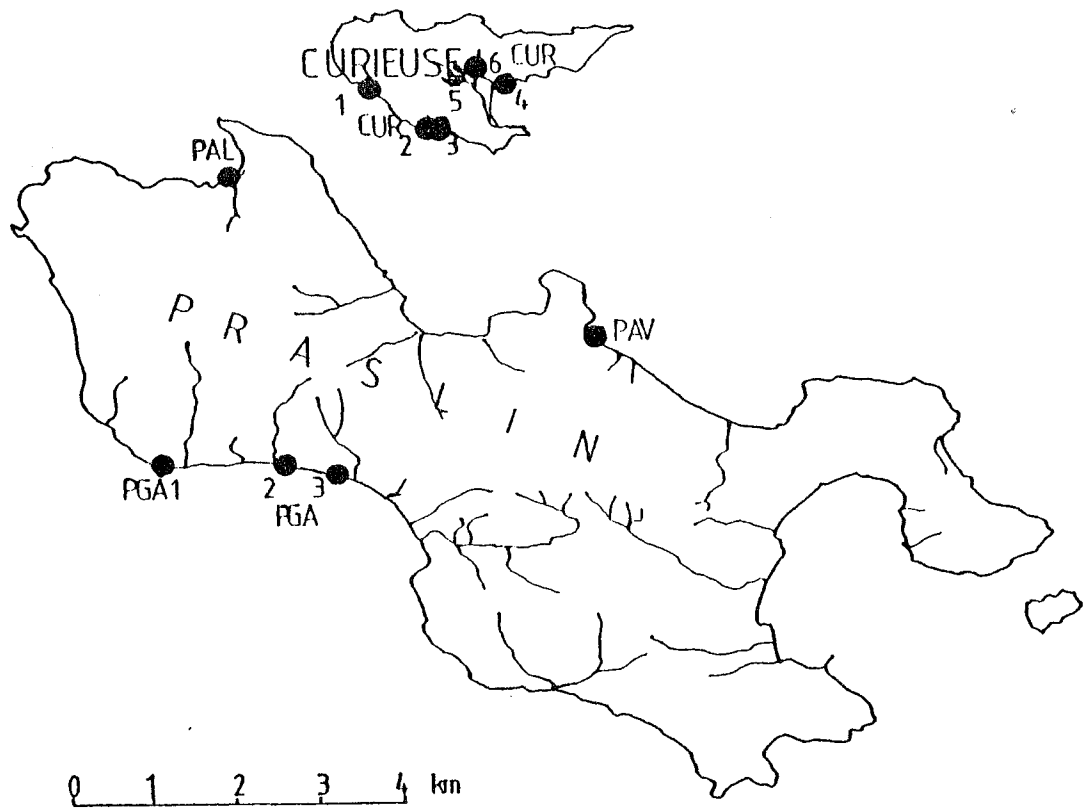 CURIEUSE 6 CUR
1 5 4
CUR 2 3
PAL
PRASLIN
PAV
PGA1 2 3
PGA
0 1 2 3 4 km